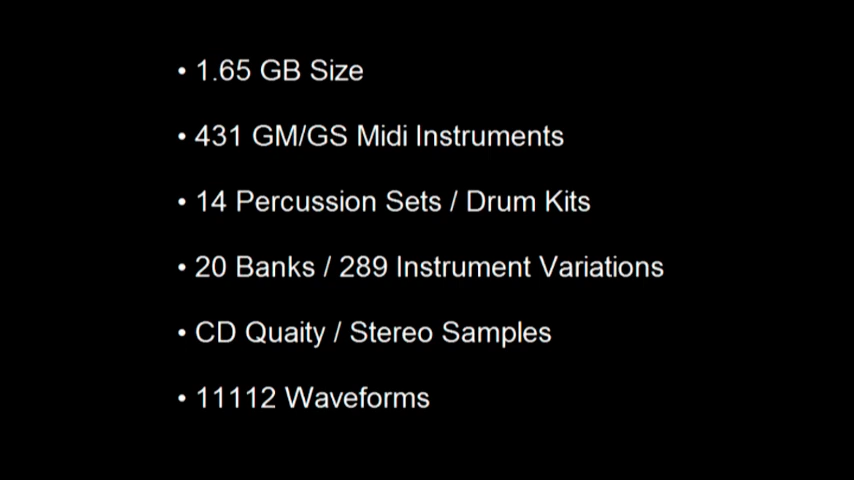 • 1.65 GB Size
• 431 GM/GS Midi Instruments
• 14 Percussion Sets / Drum Kits
• 20 Banks / 289 Instrument Variations
• CD Quaity / Stereo Samples
• 11112 Waveforms